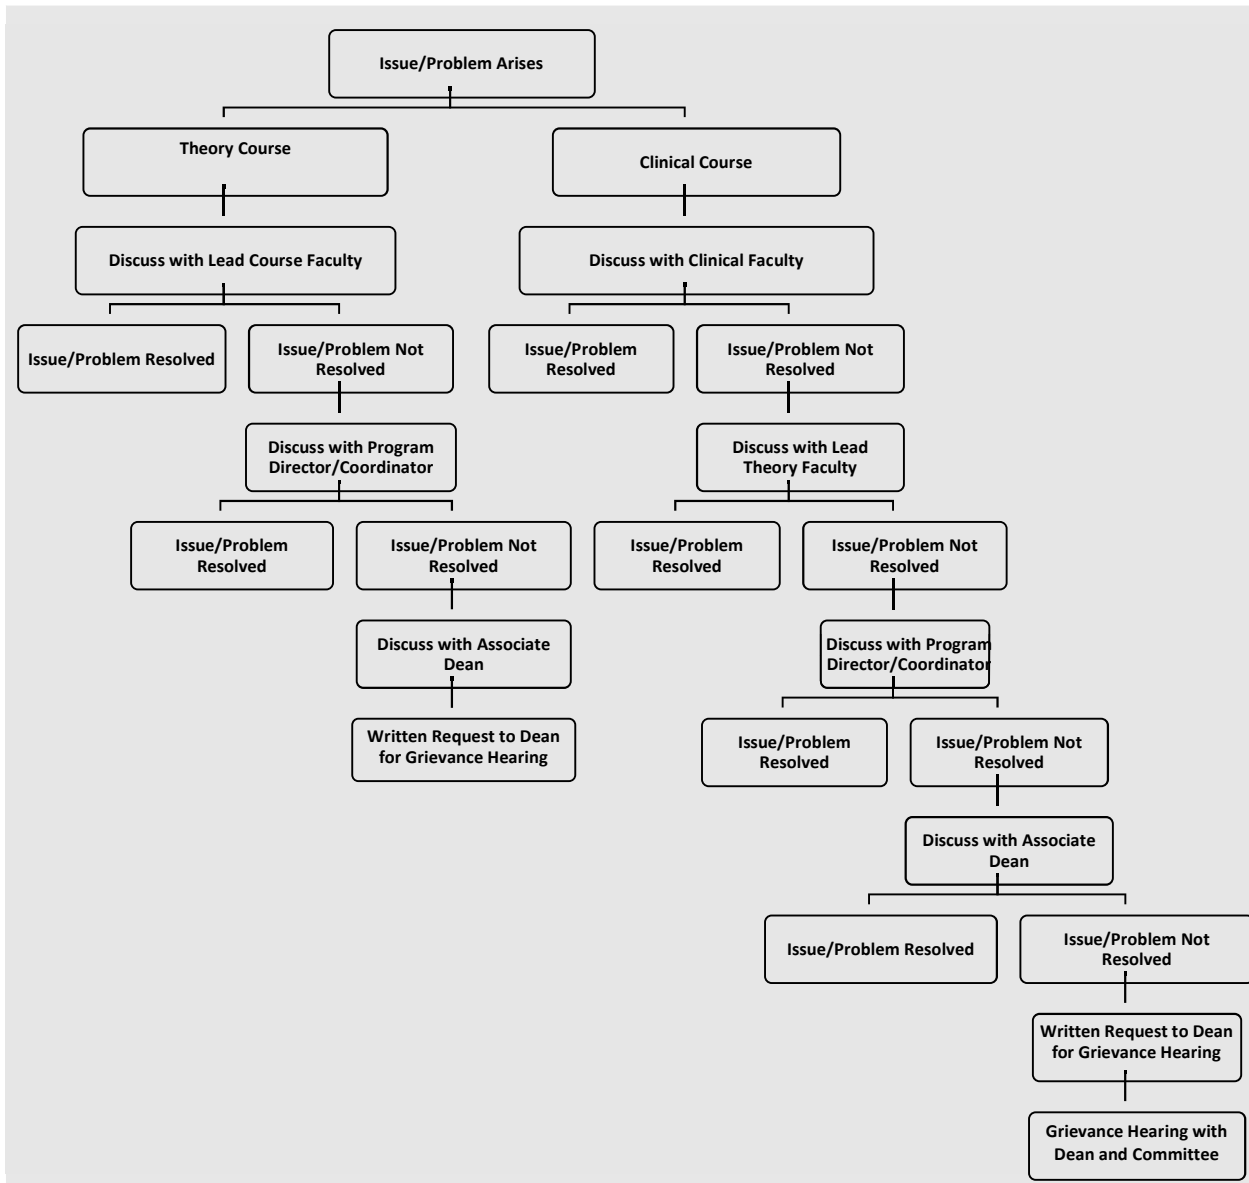 Issue/Problem Arises
Theory Course
Clinical Course
Discuss with Lead Course Faculty
Discuss with Clinical Faculty
Issue/Problem Resolved
Issue/Problem Not
Resolved
Issue/Problem
Resolved
Issue/Problem Not
Resolved
Discuss with Program
Director/Coordinator
Discuss with Lead
Theory Faculty
Issue/Problem
Resolved
Issue/Problem Not
Resolved
Issue/Problem
Resolved
Issue/Problem Not
Resolved
Discuss with Associate
Dean
Discuss with Program
Director/Coordinator
Written Request to Dean
for Grievance Hearing
Issue/Problem
Resolved
Issue/Problem Not
Resolved
Discuss with Associate
Dean
Issue/Problem Resolved
Issue/Problem Not
Resolved
Written Request to Dean
for Grievance Hearing
Grievance Hearing with
Dean and Committee